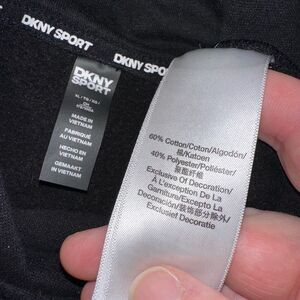 DKNY SPORT
DKNY SPO
DKNY
SPORT
XL / TG / XG /
MADE IN
VIETNAM
FABRIQUÉ
AU VIETNAM
HECHO EN
VIETNAM
GEMAAKT
IN VIETNAM
60% Cotton/Coton/Algodón/
棉/Katoen
40% Polyester/Poliéster/
聚酯纤维
Exclusive Of Decoration/
À L'exception De La
Garniture/Excepto La
Decoración/装饰部分除外/
Exclusief Decoratie